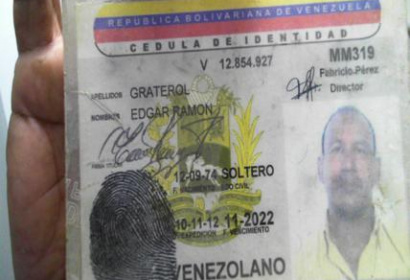 REPUBLICA BOLIVARIANA DE VENEZUELA
CEDULA DE IDENTIDAD
V 12.854.927
MM319
Fabricio Pérez
Director
APELLIDOS GRATEROL
NOMBRES EDGAR RAMON
12-09-74 SOLTERO
F. NACIMIENTO EDO CIVIL
10-11-12 11-2022
F. EXPEDICION F. VENCIMIENTO
VENEZOLANO